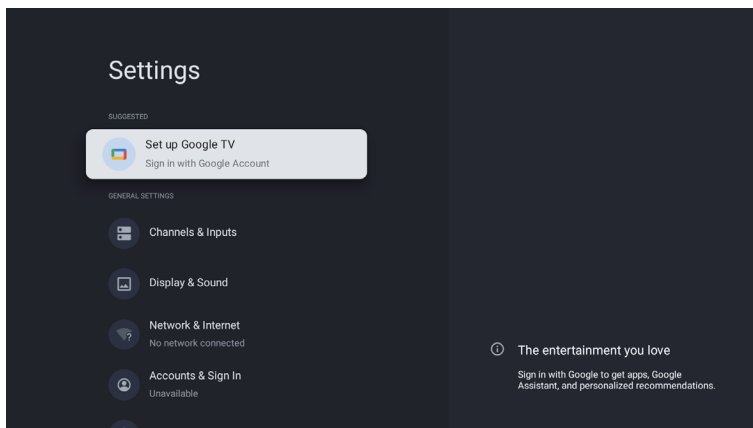 Settings
SUGGESTED
Set up Google TV
Sign in with Google Account
GENERAL SETTINGS
Channels & Inputs
Display & Sound
Network & Internet
No network connected
Accounts & Sign In
Unavailable
The entertainment you love
Sign in with Google to get apps, Google
Assistant, and personalized recommendations.